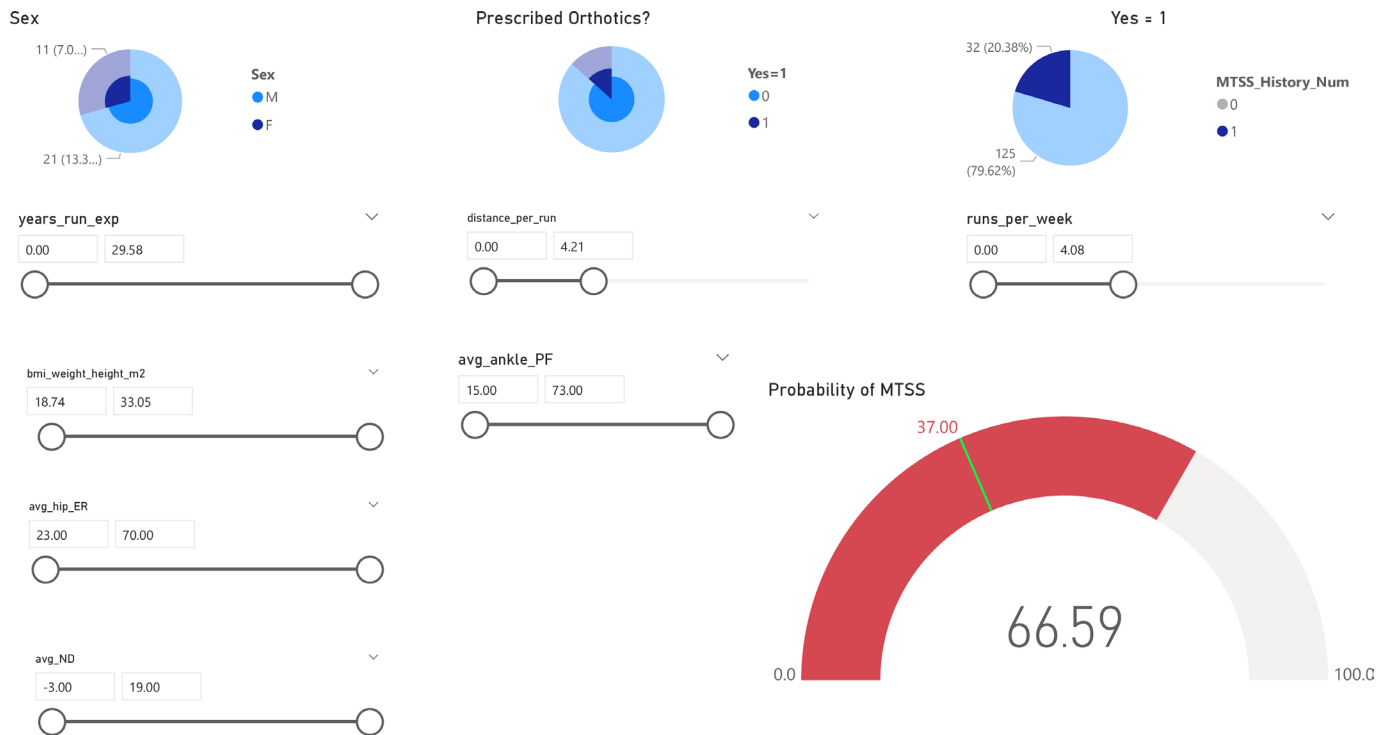 Sex
11 (7.0...)
21 (13.3...)
Sex
M
F
Prescribed Orthotics?
Yes=1
0
1
Yes = 1
32 (20.38%)
125
(79.62%)
MTSS_History_Num
0
1
years_run_exp
0.00 29.58
distance_per_run
0.00 4.21
runs_per_week
0.00 4.08
bmi_weight_height_m2
18.74 33.05
avg_ankle_PF
15.00 73.00
avg_hip_ER
23.00 70.00
avg_ND
-3.00 19.00
Probability of MTSS
37.00
66.59
0.0
100.0